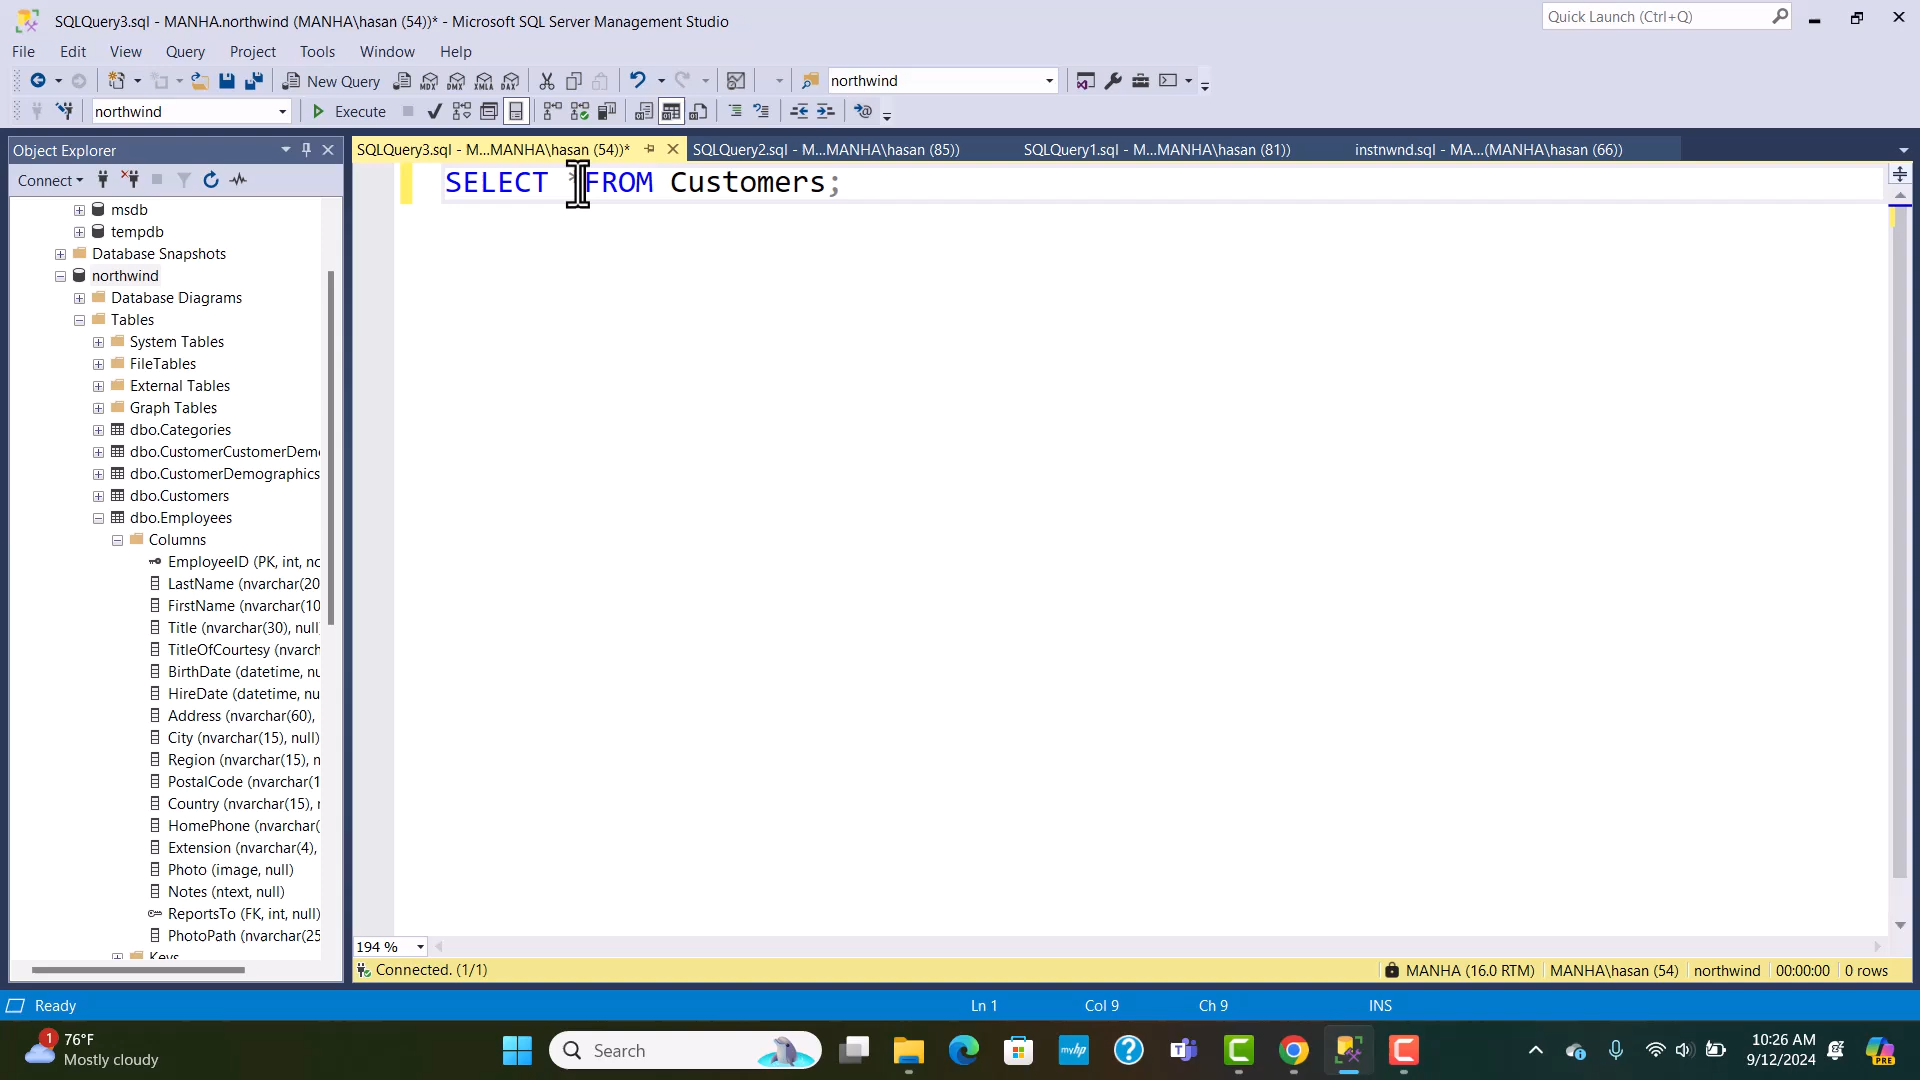 SQLQuery3.sql - MANHA.northwind (MANHA\hasan (54))* - Microsoft SQL Server Management Studio
Quick Launch (Ctrl+Q)
File Edit View Query Project Tools Window Help
New Query MDX DMX XMLA DAX northwind
northwind Execute
Object Explorer
SQLQuery3.sql - M...MANHA\hasan (54))* SQLQuery2.sql - M...MANHA\hasan (85)) SQLQuery1.sql - M...MANHA\hasan (81)) instnwnd.sql - MA...(MANHA\hasan (66))
Connect
SELECT *FROM Customers;
msdb
tempdb
Database Snapshots
northwind
Database Diagrams
Tables
System Tables
FileTables
External Tables
Graph Tables
dbo.Categories
dbo.CustomerCustomerDem
dbo.CustomerDemographics
dbo.Customers
dbo.Employees
Columns
EmployeeID (PK, int, nc
LastName (nvarchar(20
FirstName (nvarchar(10
Title (nvarchar(30), null
TitleOfCourtesy (nvarch
BirthDate (datetime, nu
HireDate (datetime, nu
Address (nvarchar(60),
City (nvarchar(15), null)
Region (nvarchar(15), n
PostalCode (nvarchar(1
Country (nvarchar(15), r
HomePhone (nvarchar(
Extension (nvarchar(4),
Photo (image, null)
Notes (ntext, null)
ReportsTo (FK, int, null)
PhotoPath (nvarchar(25
Keys
194 %
Connected. (1/1) MANHA (16.0 RTM) MANHA\hasan (54) northwind 00:00:00 0 rows
Ready Ln 1 Col 9 Ch 9 INS
1 76°F
Mostly cloudy
Search
myhp
10:26 AM
9/12/2024
PRE